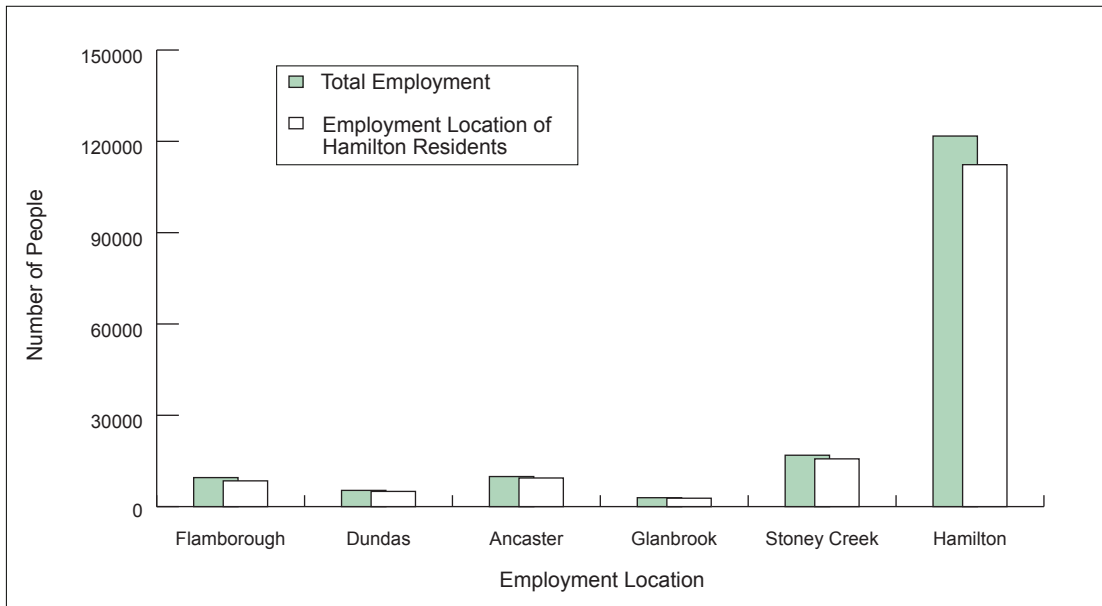 150000
120000
90000
60000
30000
0
Number of People
Total Employment
Employment Location of
Hamilton Residents
Flamborough Dundas Ancaster Glanbrook Stoney Creek Hamilton
Employment Location